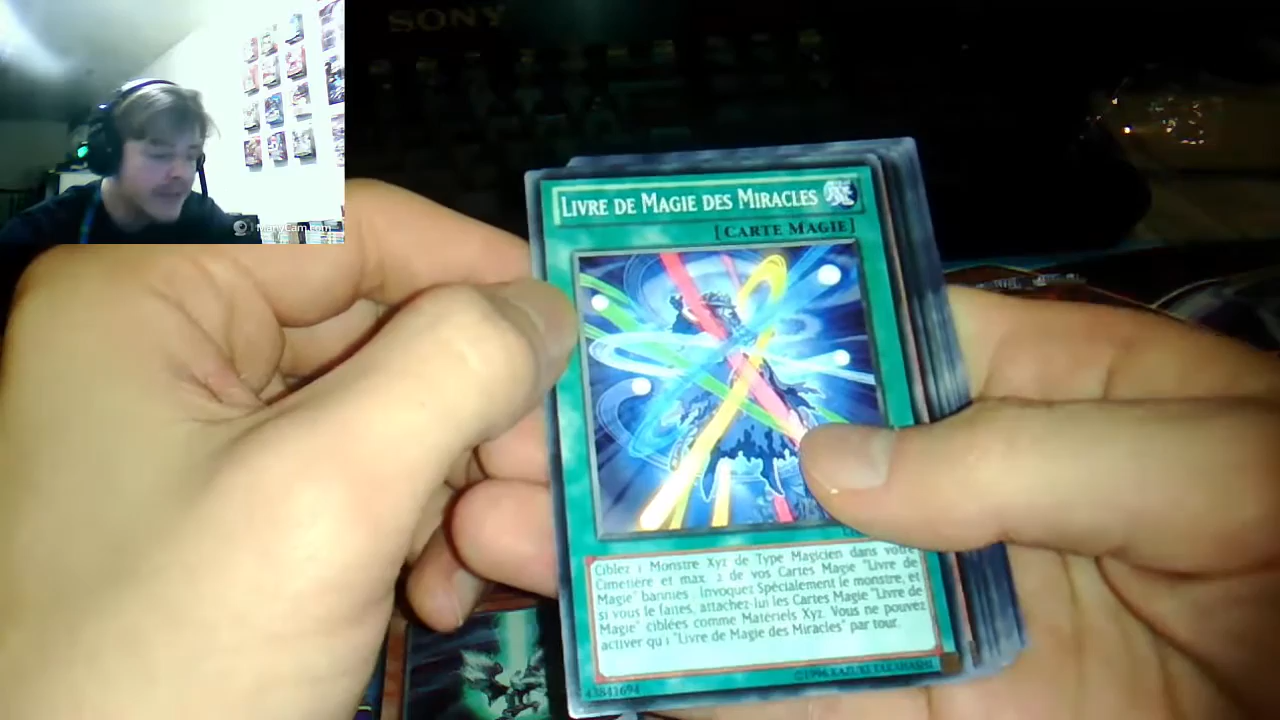 SONY
ManyCam.com
LIVRE DE MAGIE DES MIRACLES
[CARTE MAGIE]
Ciblez 1 Monstre Xyz de Type Magicien dans votre
Cimetière et max. 2 de vos Cartes Magie "Livre de
Magie" bannies ; Invoquez Spécialement le monstre, et
si vous le faites, attachez-lui les Cartes Magie "Livre de
Magie" ciblées comme Matériels Xyz. Vous ne pouvez
activer qu'1 "Livre de Magie des Miracles" par tour.
43841694
©1996 KAZUKI TAKAHASHI